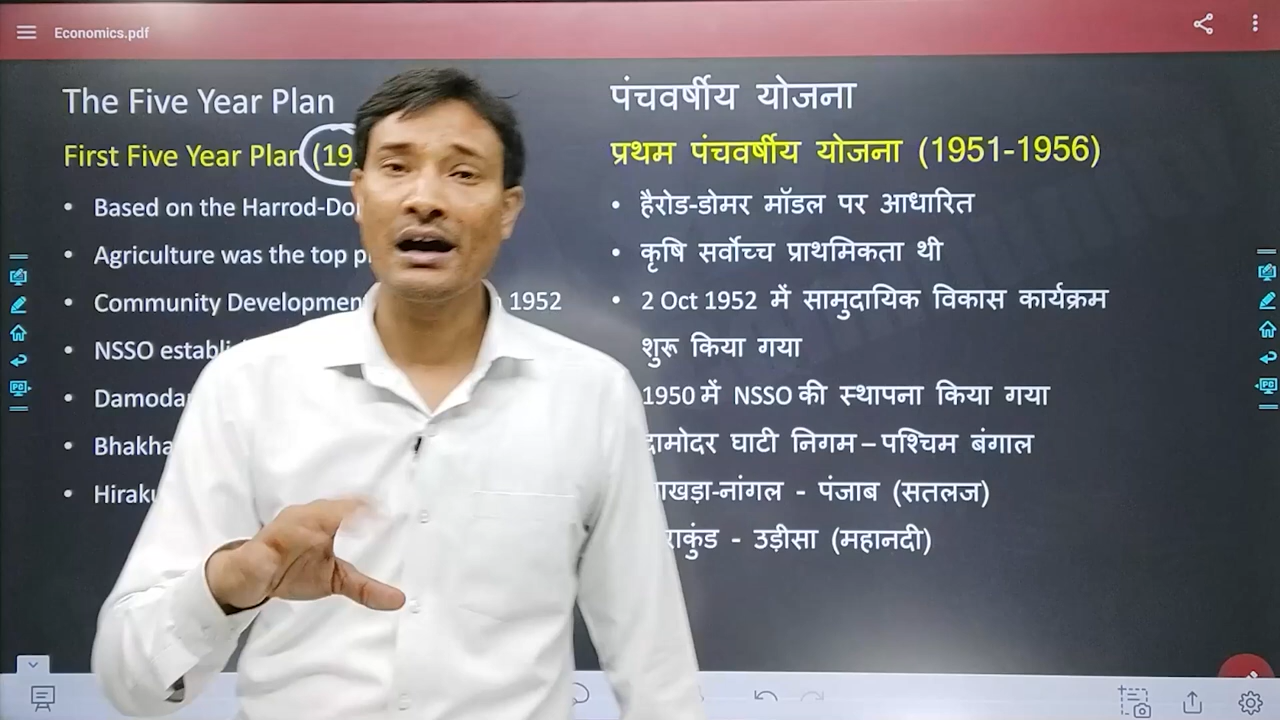 Economics.pdf
The Five Year Plan
First Five Year Plan (19
Based on the Harrod-Do
Agriculture was the top p
Community Development 1952
NSSO establi
Damoda
Bhakha
Hiraku
पंचवर्षीय योजना
प्रथम पंचवर्षीय योजना (1951-1956)
हैरोड-डोमर मॉडल पर आधारित
कृषि सर्वोच्च प्राथमिकता थी
2 Oct 1952 में सामुदायिक विकास कार्यक्रम
शुरू किया गया
1950 में NSSO की स्थापना किया गया
दामोदर घाटी निगम – पश्चिम बंगाल
ाखड़ा-नांगल - पंजाब (सतलज)
राकुंड - उड़ीसा (महानदी)